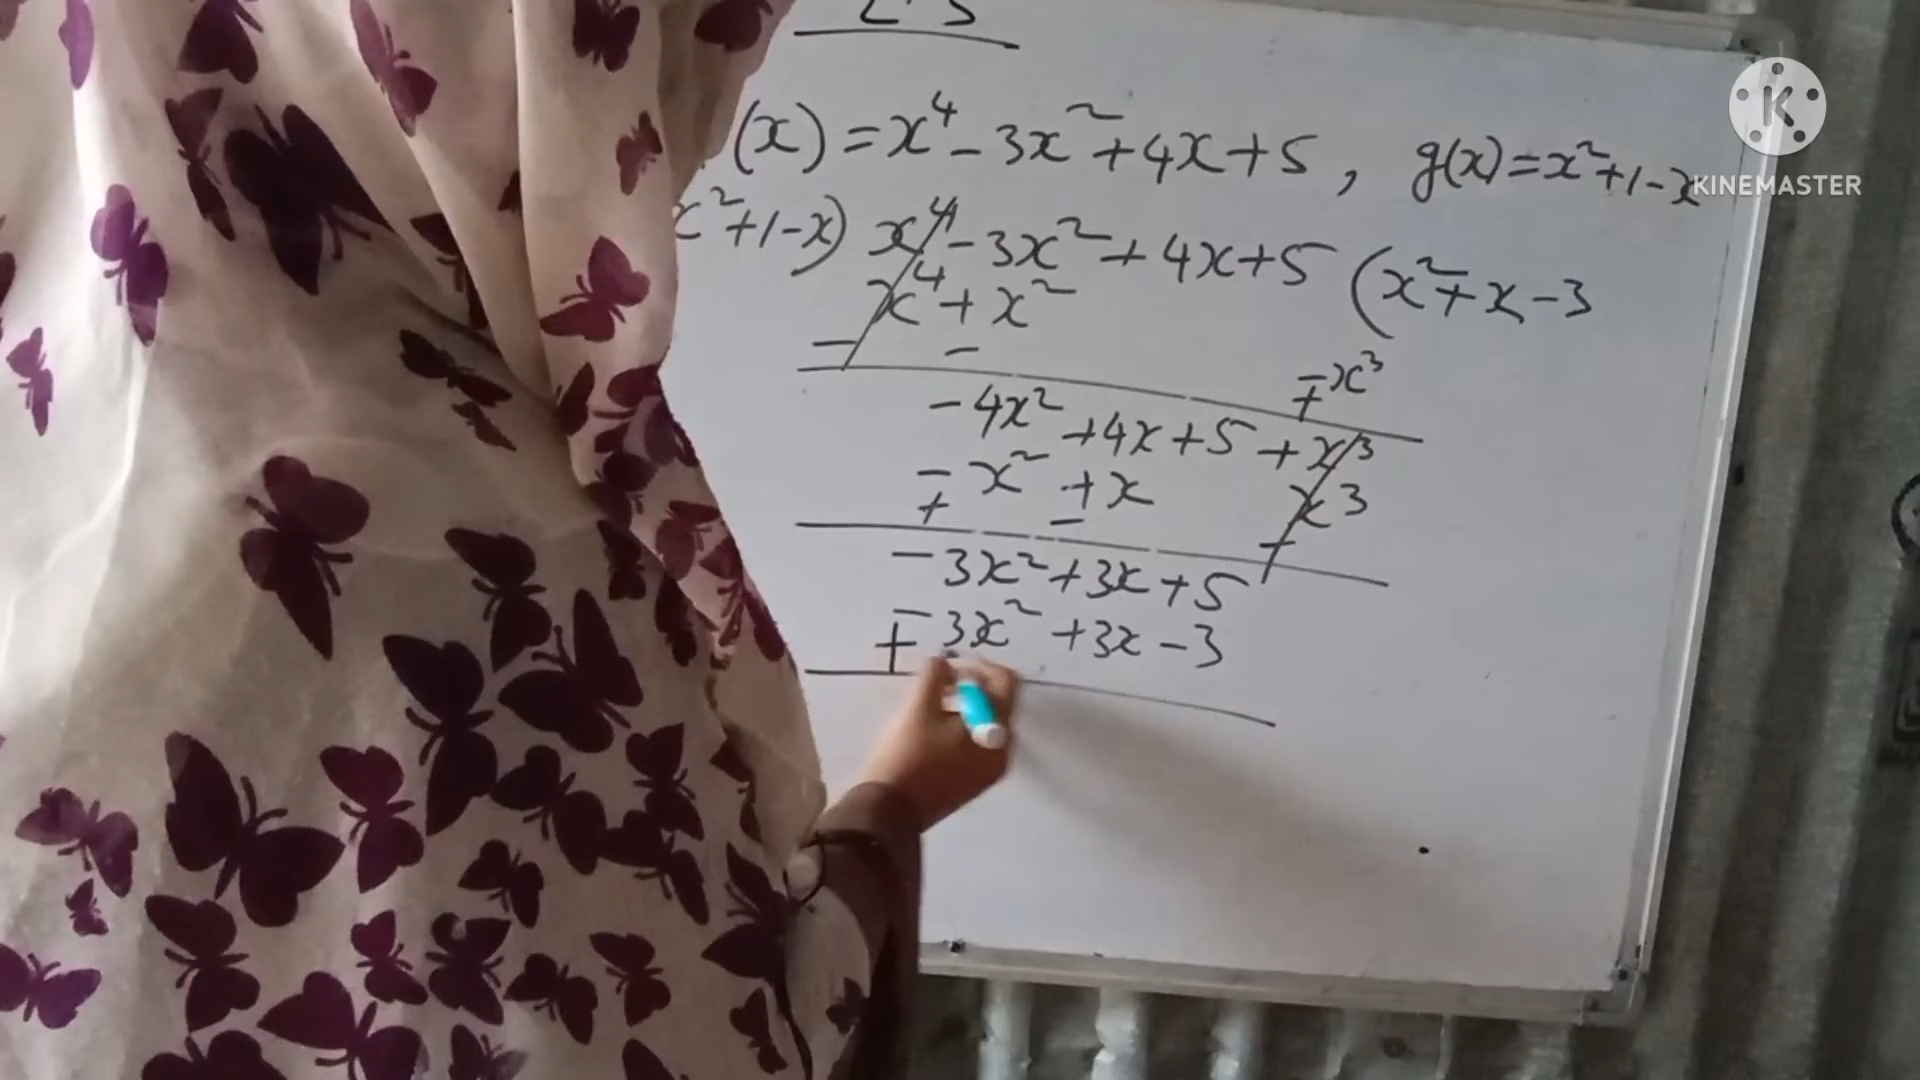 (x) = x⁴ - 3x² + 4x + 5 , g(x) = x² + 1 - x
x² + 1 - x) x⁴ - 3x² + 4x + 5 (x² + x - 3
x⁴ + x² - x³
- - +
- 4x² + 4x + 5 + x³
- x² + x x³
+ - -
- 3x² + 3x + 5
- 3x² + 3x - 3
+
K
KINEMASTER